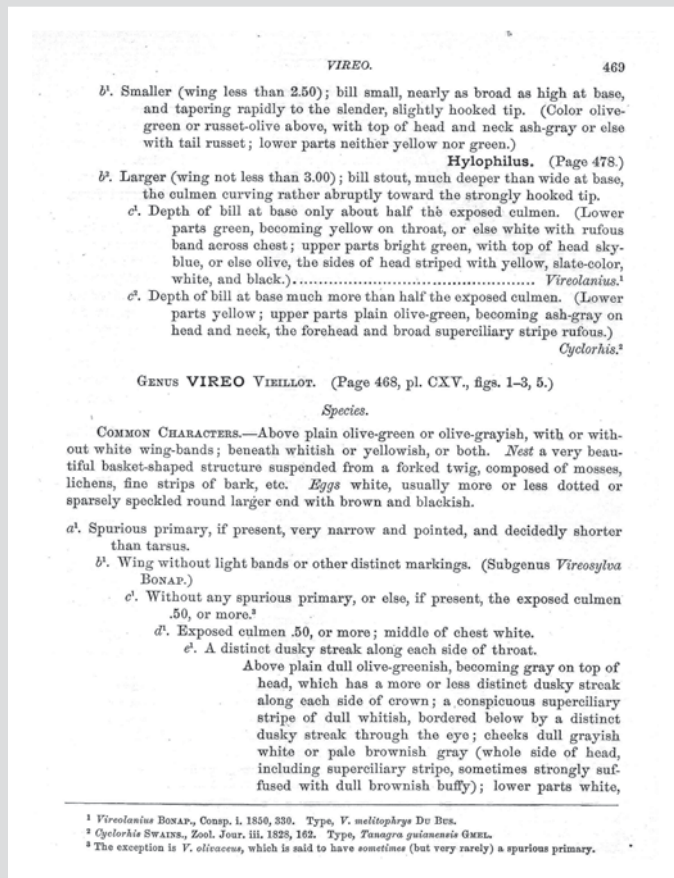 VIREO. 469
b¹. Smaller (wing less than 2.50); bill small, nearly as broad as high at base,
and tapering rapidly to the slender, slightly hooked tip. (Color olive-
green or russet-olive above, with top of head and neck ash-gray or else
with tail russet; lower parts neither yellow nor green.)
Hylophilus. (Page 478.)
b². Larger (wing not less than 3.00); bill stout, much deeper than wide at base,
the culmen curving rather abruptly toward the strongly hooked tip.
c¹. Depth of bill at base only about half the exposed culmen. (Lower
parts green, becoming yellow on throat, or else white with rufous
band across chest; upper parts bright green, with top of head sky-
blue, or else olive, the sides of head striped with yellow, slate-color,
white, and black.)............................................... Vireolanius.¹
c². Depth of bill at base much more than half the exposed culmen. (Lower
parts yellow; upper parts plain olive-green, becoming ash-gray on
head and neck, the forehead and broad superciliary stripe rufous.)
Cyclorhis.²
GENUS VIREO VIEILLOT. (Page 468, pl. CXV., figs. 1–3, 5.)
Species.
COMMON CHARACTERS.—Above plain olive-green or olive-grayish, with or with-
out white wing-bands; beneath whitish or yellowish, or both. Nest a very beau-
tiful basket-shaped structure suspended from a forked twig, composed of mosses,
lichens, fine strips of bark, etc. Eggs white, usually more or less dotted or
sparsely speckled round larger end with brown and blackish.
a¹. Spurious primary, if present, very narrow and pointed, and decidedly shorter
than tarsus.
b¹. Wing without light bands or other distinct markings. (Subgenus Vireosylva
BONAP.)
c¹. Without any spurious primary, or else, if present, the exposed culmen
.50, or more.³
d¹. Exposed culmen .50, or more; middle of chest white.
e¹. A distinct dusky streak along each side of throat.
Above plain dull olive-greenish, becoming gray on top of
head, which has a more or less distinct dusky streak
along each side of crown; a conspicuous superciliary
stripe of dull whitish, bordered below by a distinct
dusky streak through the eye; cheeks dull grayish
white or pale brownish gray (whole side of head,
including superciliary stripe, sometimes strongly suf-
fused with dull brownish buffy); lower parts white,
¹ Vireolanius BONAP., Consp. i. 1850, 330. Type, V. melitophrys DU BUS.
² Cyclorhis SWAINS., Zool. Jour. iii. 1828, 162. Type, Tanagra guianensis GMEL.
³ The exception is V. olivaceus, which is said to have sometimes (but very rarely) a spurious primary.